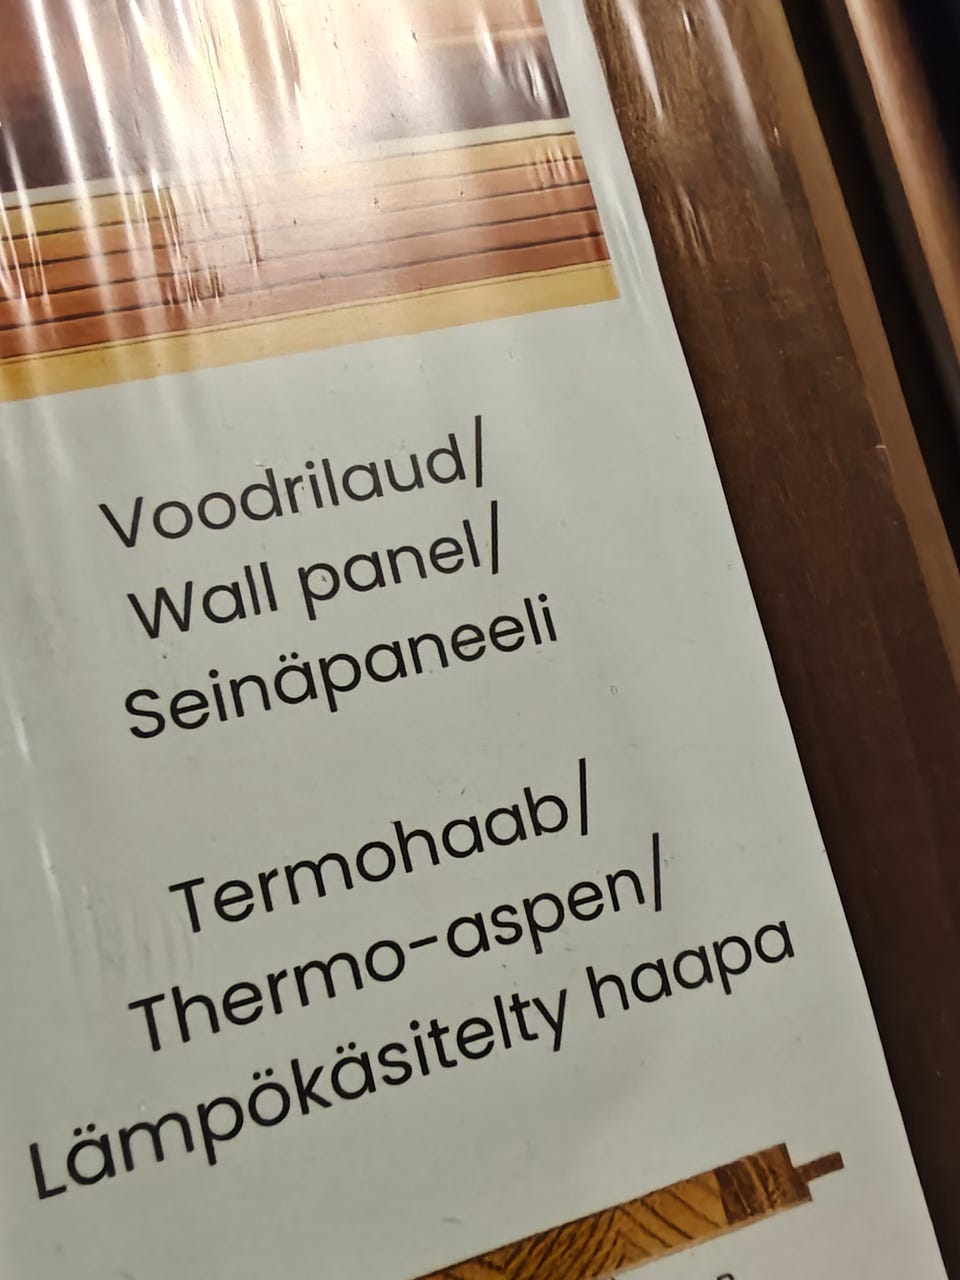 Voodrilaud/
Wall panel/
Seinäpaneeli
Termohaab/
Thermo-aspen/
Lämpökäsitelty haapa